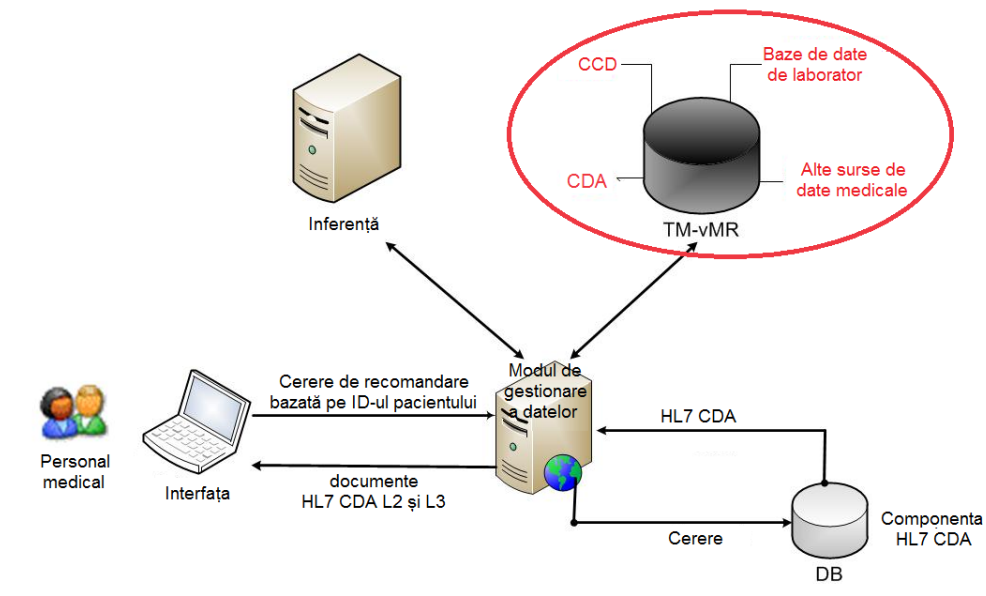 CCD
Baze de date
de laborator
CDA
Alte surse de
date medicale
TM-vMR
Inferență
Modul de
gestionare
a datelor
Cerere de recomandare
bazată pe ID-ul pacientului
HL7 CDA
Personal
medical
Interfața
documente
HL7 CDA L2 și L3
Cerere
Componenta
HL7 CDA
DB